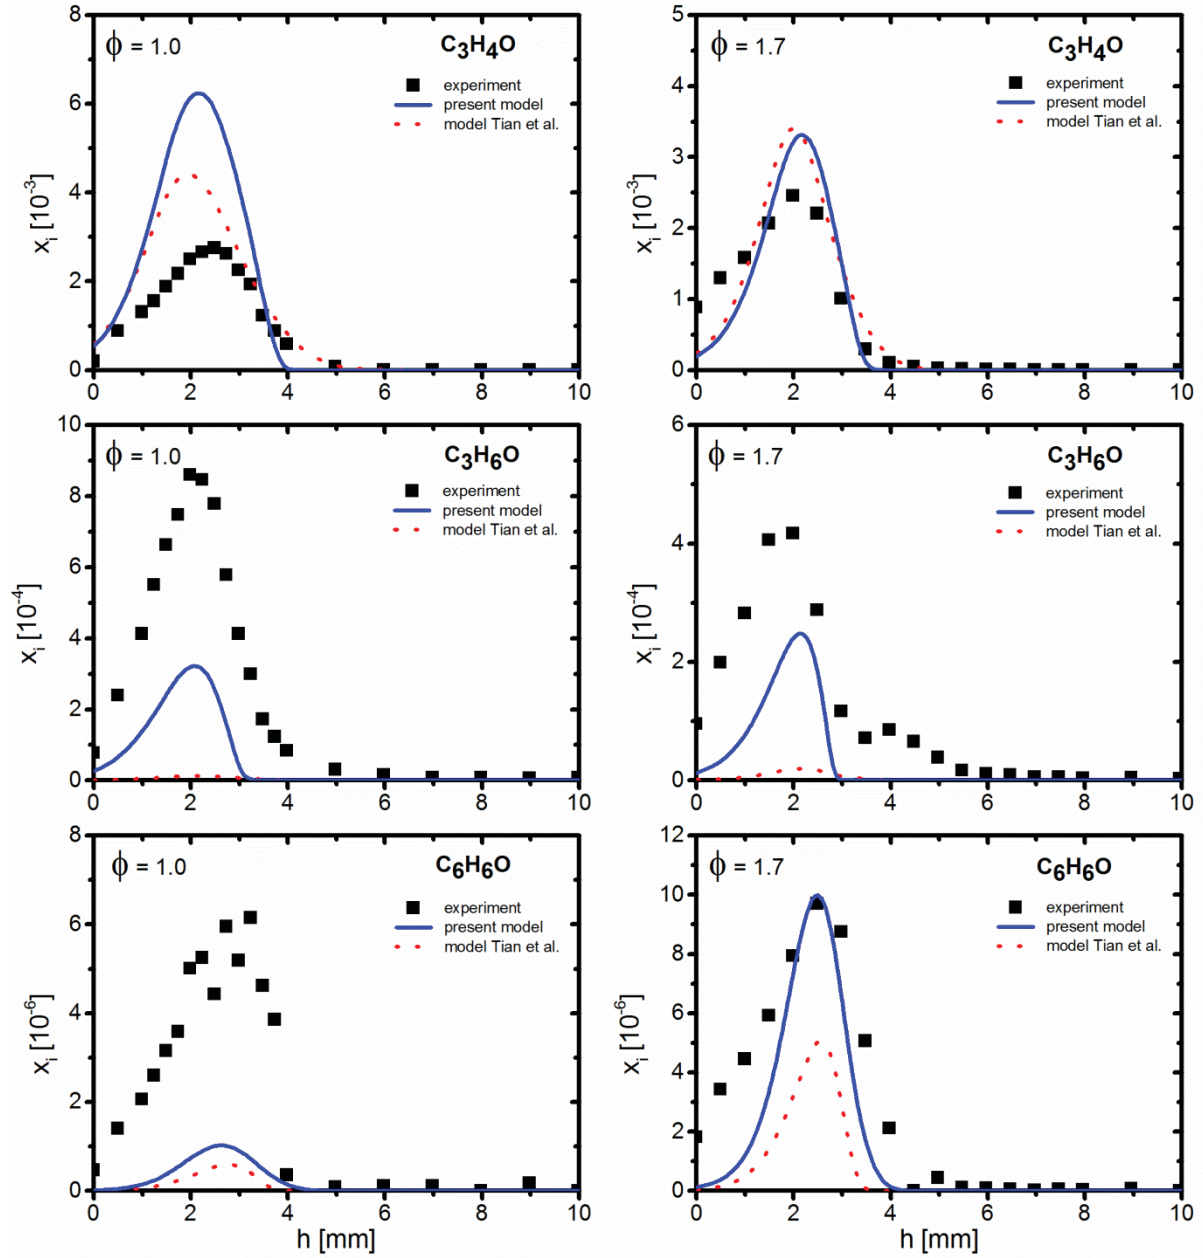 ϕ = 1.0
C3H4O
experiment
present model
model Tian et al.
xi [10-3]
8
6
4
2
0
0 2 4 6 8 10
ϕ = 1.7
C3H4O
experiment
present model
model Tian et al.
xi [10-3]
5
4
3
2
1
0
0 2 4 6 8 10
ϕ = 1.0
C3H6O
experiment
present model
model Tian et al.
xi [10-4]
10
8
6
4
2
0
0 2 4 6 8 10
ϕ = 1.7
C3H6O
experiment
present model
model Tian et al.
xi [10-4]
6
4
2
0
0 2 4 6 8 10
ϕ = 1.0
C6H6O
experiment
present model
model Tian et al.
xi [10-6]
8
6
4
2
0
0 2 4 6 8 10
h [mm]
ϕ = 1.7
C6H6O
experiment
present model
model Tian et al.
xi [10-6]
12
10
8
6
4
2
0
0 2 4 6 8 10
h [mm]